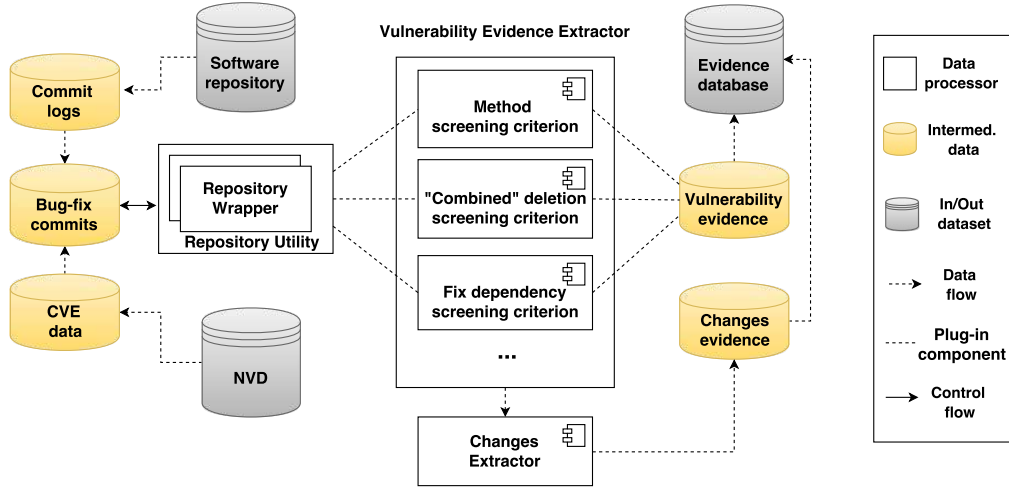 Vulnerability Evidence Extractor
Software
repository
Commit
logs
Bug-fix
commits
CVE
data
NVD
Repository
Wrapper
Repository Utility
Method
screening criterion
"Combined" deletion
screening criterion
Fix dependency
screening criterion
...
Changes
Extractor
Evidence
database
Vulnerability
evidence
Changes
evidence
Data
processor
Intermed.
data
In/Out
dataset
Data
flow
Plug-in
component
Control
flow